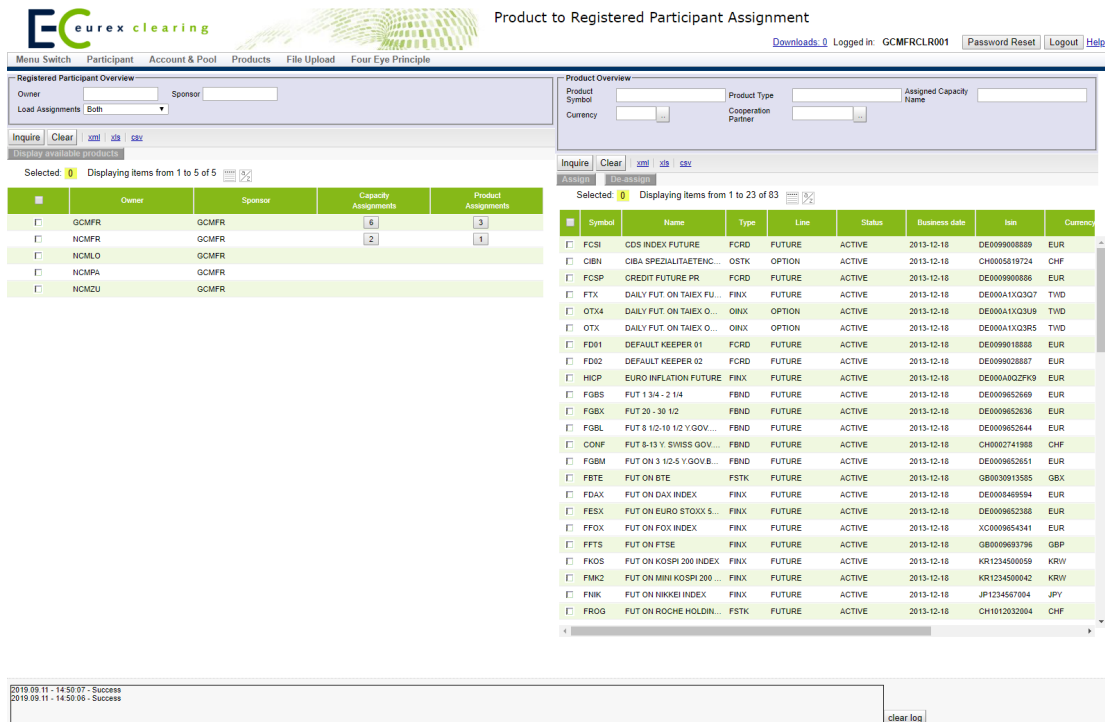 eurex clearing
Product to Registered Participant Assignment
Downloads: 0 Logged in: GCMFRCLR001 Password Reset Logout Help
Menu Switch Participant Account & Pool Products File Upload Four Eye Principle
Registered Participant Overview
Owner Sponsor
Load Assignments Both
Inquire Clear xml xls csv
Display available products
Selected: 0 Displaying items from 1 to 5 of 5
Owner Sponsor Capacity Assignments Product Assignments
GCMFR GCMFR 6 3
NCMFR GCMFR 2 1
NCMLO GCMFR
NCMPA GCMFR
NCMZU GCMFR
Product Overview
Product Symbol Product Type Assigned Capacity Name
Currency .. Cooperation Partner ..
Inquire Clear xml xls csv
Assign De-assign
Selected: 0 Displaying items from 1 to 23 of 83
Symbol Name Type Line Status Business date Isin Currency
FCSI CDS INDEX FUTURE FCRD FUTURE ACTIVE 2013-12-18 DE0099008889 EUR
CIBN CIBA SPEZIALITAETENC... OSTK OPTION ACTIVE 2013-12-18 CH0005819724 CHF
FCSP CREDIT FUTURE PR FCRD FUTURE ACTIVE 2013-12-18 DE0009900886 EUR
FTX DAILY FUT. ON TAIEX FU... FINX FUTURE ACTIVE 2013-12-18 DE000A1XQ3Q7 TWD
OTX4 DAILY FUT. ON TAIEX O... OINX OPTION ACTIVE 2013-12-18 DE000A1XQ3U9 TWD
OTX DAILY FUT. ON TAIEX O... OINX OPTION ACTIVE 2013-12-18 DE000A1XQ3R5 TWD
FD01 DEFAULT KEEPER 01 FCRD FUTURE ACTIVE 2013-12-18 DE0099018888 EUR
FD02 DEFAULT KEEPER 02 FCRD FUTURE ACTIVE 2013-12-18 DE0099028887 EUR
HICP EURO INFLATION FUTURE FINX FUTURE ACTIVE 2013-12-18 DE000A0QZFK9 EUR
FGBS FUT 1 3/4 - 2 1/4 FBND FUTURE ACTIVE 2013-12-18 DE0009652669 EUR
FGBX FUT 20 - 30 1/2 FBND FUTURE ACTIVE 2013-12-18 DE0009652636 EUR
FGBL FUT 8 1/2-10 1/2 Y.GOV.... FBND FUTURE ACTIVE 2013-12-18 DE0009652644 EUR
CONF FUT 8-13 Y. SWISS GOV.... FBND FUTURE ACTIVE 2013-12-18 CH0002741988 CHF
FGBM FUT ON 3 1/2-5 Y.GOV.B... FBND FUTURE ACTIVE 2013-12-18 DE0009652651 EUR
FBTE FUT ON BTE FSTK FUTURE ACTIVE 2013-12-18 GB0030913585 GBX
FDAX FUT ON DAX INDEX FINX FUTURE ACTIVE 2013-12-18 DE0008469594 EUR
FESX FUT ON EURO STOXX 5... FINX FUTURE ACTIVE 2013-12-18 DE0009652388 EUR
FFOX FUT ON FOX INDEX FINX FUTURE ACTIVE 2013-12-18 XC0009654341 EUR
FFTS FUT ON FTSE FINX FUTURE ACTIVE 2013-12-18 GB0009693796 GBP
FKOS FUT ON KOSPI 200 INDEX FINX FUTURE ACTIVE 2013-12-18 KR1234500059 KRW
FMK2 FUT ON MINI KOSPI 200 ... FINX FUTURE ACTIVE 2013-12-18 KR1234500042 KRW
FNIK FUT ON NIKKEI INDEX FINX FUTURE ACTIVE 2013-12-18 JP1234567004 JPY
FROG FUT ON ROCHE HOLDIN... FSTK FUTURE ACTIVE 2013-12-18 CH1012032004 CHF
2019.09.11 - 14:50:07 - Success
2019.09.11 - 14:50:06 - Success
clear log